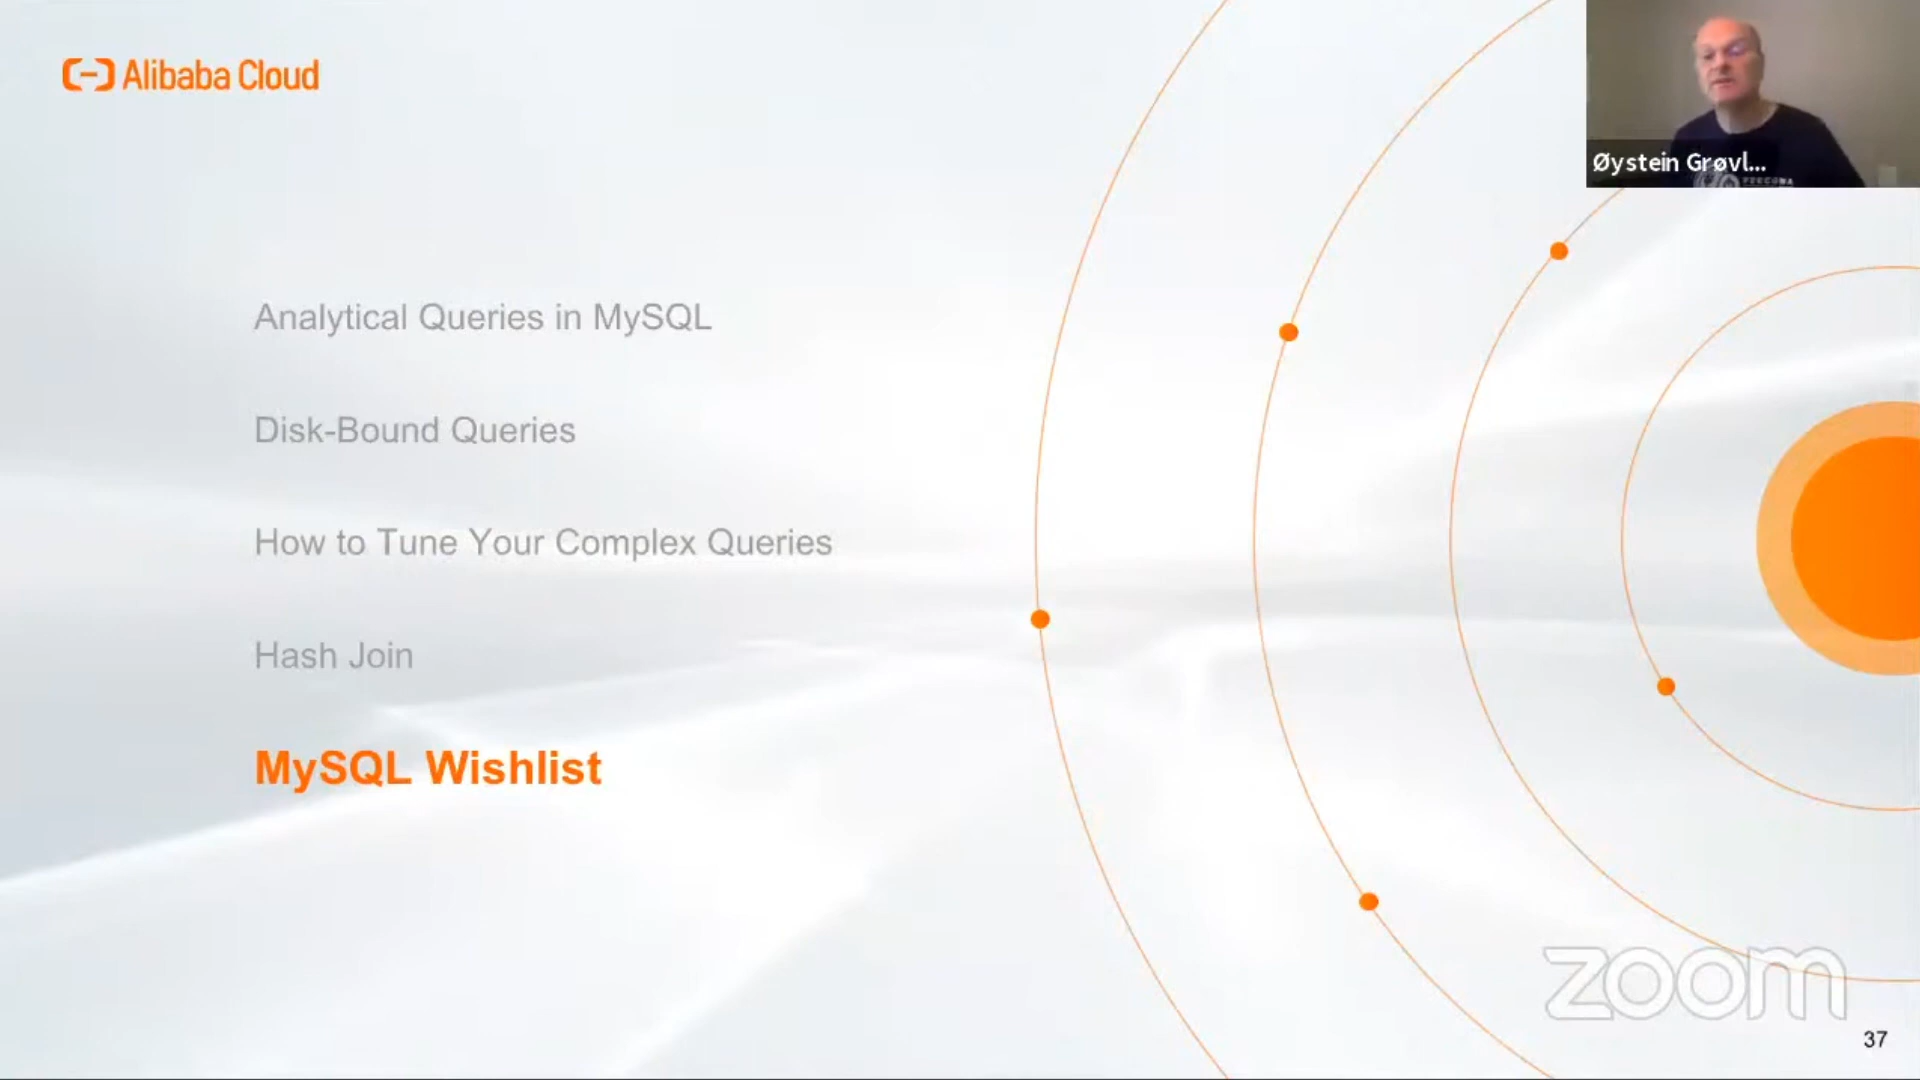 Alibaba Cloud
Øystein Grøvl...
PERCONA
Analytical Queries in MySQL
Disk-Bound Queries
How to Tune Your Complex Queries
Hash Join
MySQL Wishlist
zoom
37